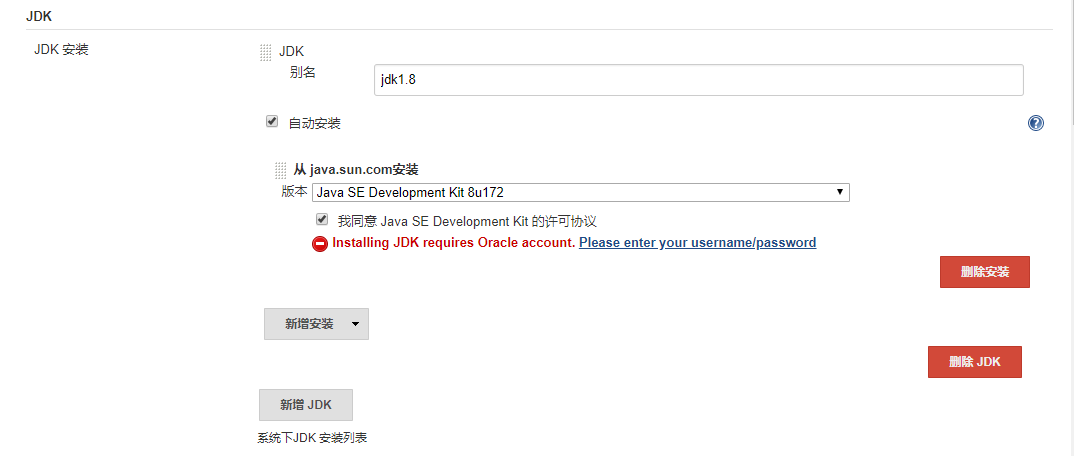 JDK
JDK 安装
JDK
别名
jdk1.8
自动安装
从 java.sun.com安装
版本 Java SE Development Kit 8u172
我同意 Java SE Development Kit 的许可协议
Installing JDK requires Oracle account. Please enter your username/password
删除安装
新增安装
删除 JDK
新增 JDK
系统下JDK 安装列表